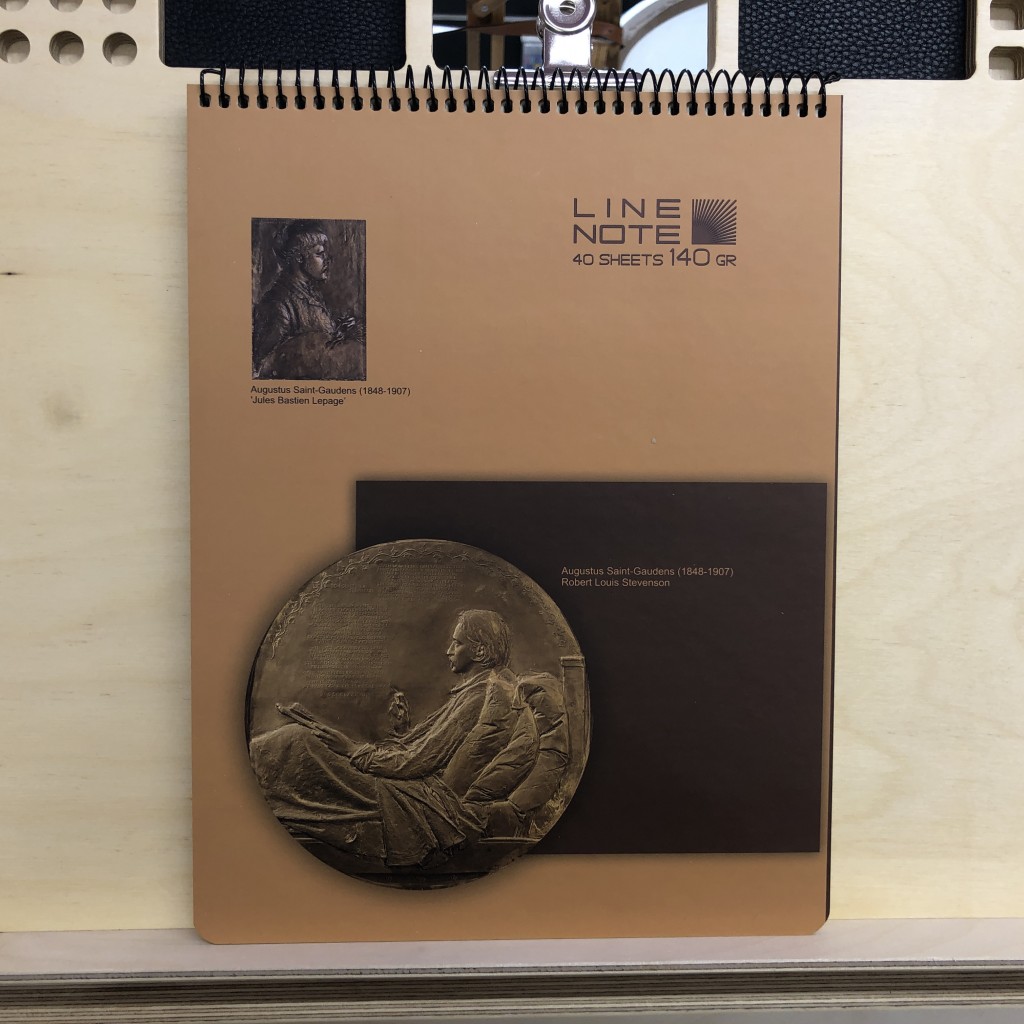 LINE
NOTE
40 SHEETS 140 GR
Augustus Saint-Gaudens (1848-1907)
'Jules Bastien Lepage'
Augustus Saint-Gaudens (1848-1907)
Robert Louis Stevenson